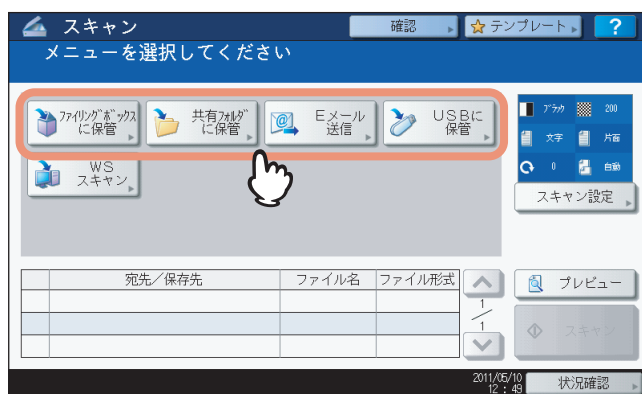 スキャン
確認
テンプレート
?
メニューを選択してください
ファイリングボックス
に保管
共有フォルダ
に保管
Eメール
送信
USBに
保管
WS
スキャン
ブラック
200
文字
片面
0
自動
スキャン設定
宛先/保存先
ファイル名
ファイル形式
1
1
プレビュー
スキャン
2011/05/10
12:49
状況確認